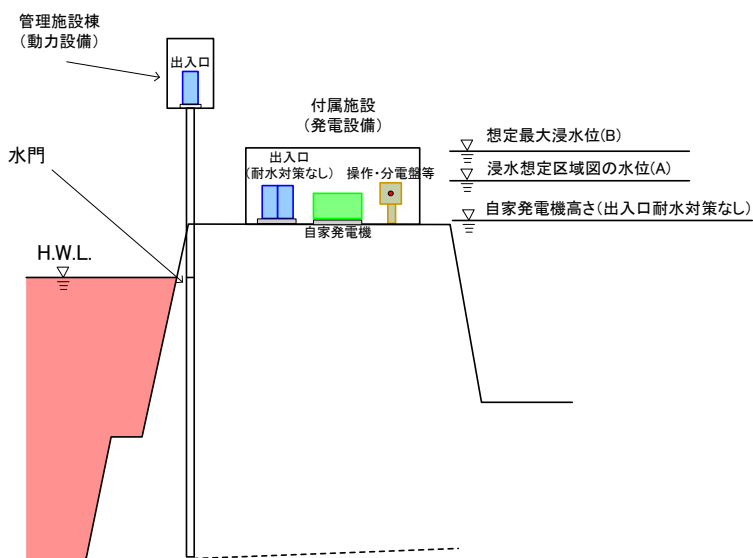 管理施設棟
(動力設備)
出入口
付属施設
(発電設備)
想定最大浸水位(B)
水門
出入口
(耐水対策なし)
操作・分電盤等
浸水想定区域図の水位(A)
自家発電機高さ(出入口耐水対策なし)
自家発電機
H.W.L.